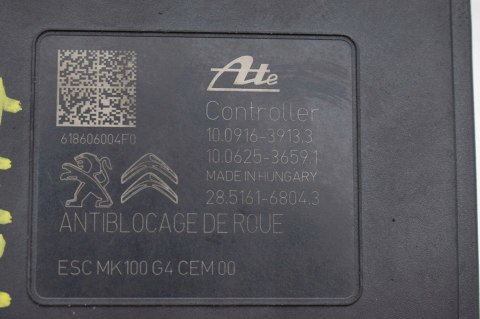 Ate
Controller
10.0916-3913.3
10.0625-3659.1
MADE IN HUNGARY
28.5161-6804.3
618606004F0
ANTIBLOCAGE DE ROUE
ESC MK100 G4 CEM 00